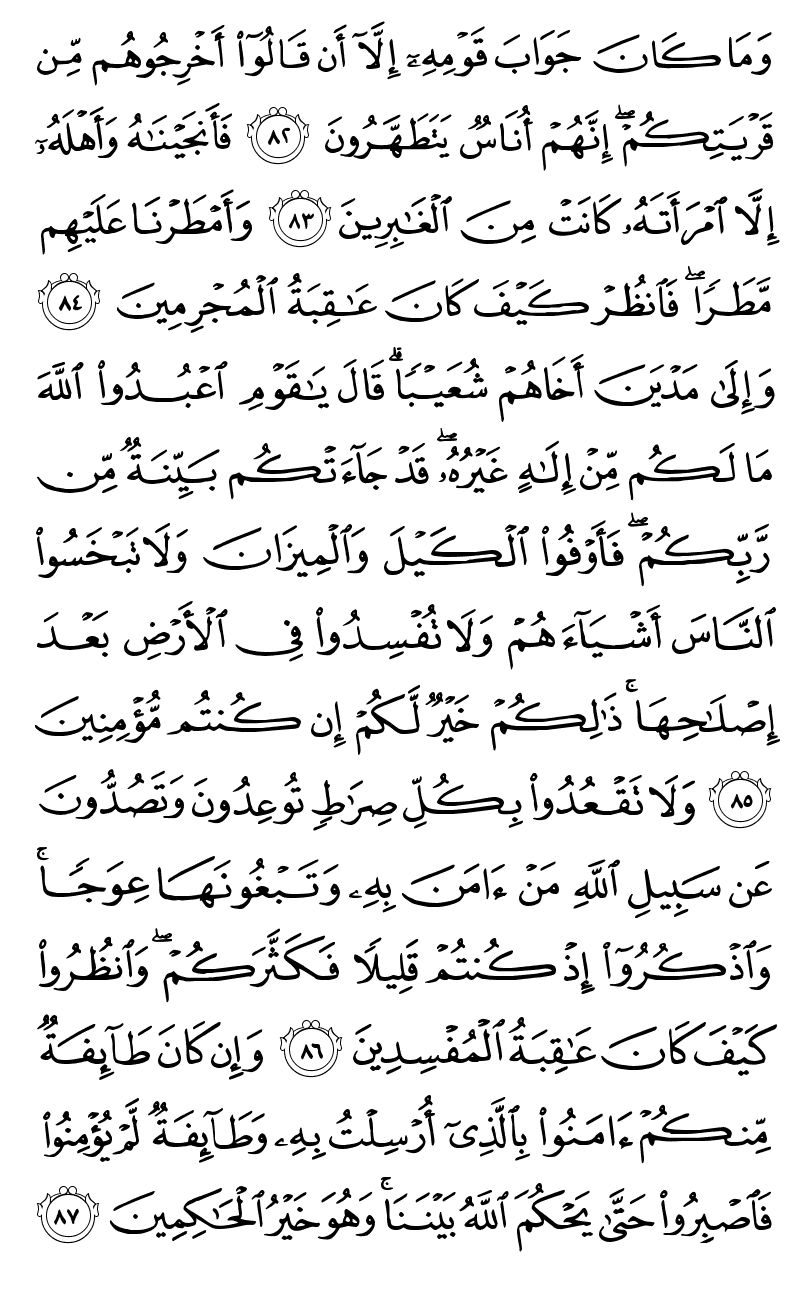 وَمَا كَانَ جَوَابَ قَوْمِهِۦٓ إِلَّآ أَن قَالُوٓا۟ أَخْرِجُوهُم مِّن
قَرْيَتِكُمْ ۖ إِنَّهُمْ أُنَاسٌ يَتَطَهَّرُونَ ٨٢ فَأَنجَيْنَـٰهُ وَأَهْلَهُۥٓ
إِلَّا ٱمْرَأَتَهُۥ كَانَتْ مِنَ ٱلْغَـٰبِرِينَ ٨٣ وَأَمْطَرْنَا عَلَيْهِم
مَّطَرًا ۖ فَٱنظُرْ كَيْفَ كَانَ عَـٰقِبَةُ ٱلْمُجْرِمِينَ ٨٤
وَإِلَىٰ مَدْيَنَ أَخَاهُمْ شُعَيْبًا ۗ قَالَ يَـٰقَوْمِ ٱعْبُدُوا۟ ٱللَّهَ
مَا لَكُم مِّنْ إِلَـٰهٍ غَيْرُهُۥ ۖ قَدْ جَآءَتْكُم بَيِّنَةٌ مِّن
رَّبِّكُمْ ۖ فَأَوْفُوا۟ ٱلْكَيْلَ وَٱلْمِيزَانَ وَلَا تَبْخَسُوا۟
ٱلنَّاسَ أَشْيَآءَهُمْ وَلَا تُفْسِدُوا۟ فِى ٱلْأَرْضِ بَعْدَ
إِصْلَـٰحِهَا ۚ ذَٰلِكُمْ خَيْرٌ لَّكُمْ إِن كُنتُم مُّؤْمِنِينَ
٨٥ وَلَا تَقْعُدُوا۟ بِكُلِّ صِرَٰطٍ تُوعِدُونَ وَتَصُدُّونَ
عَن سَبِيلِ ٱللَّهِ مَنْ ءَامَنَ بِهِۦ وَتَبْغُونَهَا عِوَجًا ۚ
وَٱذْكُرُوٓا۟ إِذْ كُنتُمْ قَلِيلًا فَكَثَّرَكُمْ ۖ وَٱنظُرُوا۟
كَيْفَ كَانَ عَـٰقِبَةُ ٱلْمُفْسِدِينَ ٨٦ وَإِن كَانَ طَآئِفَةٌ
مِّنكُمْ ءَامَنُوا۟ بِٱلَّذِىٓ أُرْسِلْتُ بِهِۦ وَطَآئِفَةٌ لَّمْ يُؤْمِنُوا۟
فَٱصْبِرُوا۟ حَتَّىٰ يَحْكُمَ ٱللَّهُ بَيْنَنَا ۚ وَهُوَ خَيْرُ ٱلْحَـٰكِمِينَ ٨٧